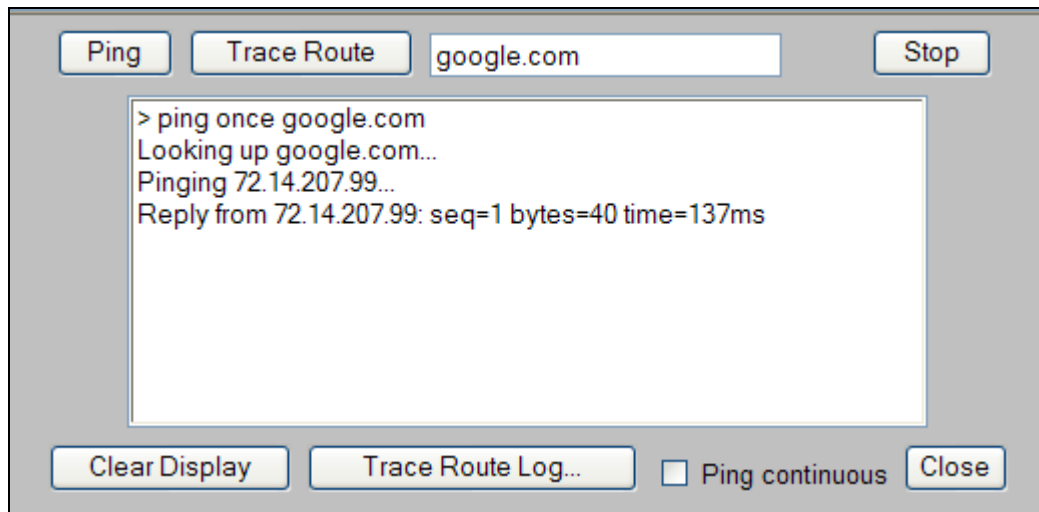 Ping Trace Route google.com Stop
> ping once google.com
Looking up google.com...
Pinging 72.14.207.99...
Reply from 72.14.207.99: seq=1 bytes=40 time=137ms
Clear Display Trace Route Log... Ping continuous Close